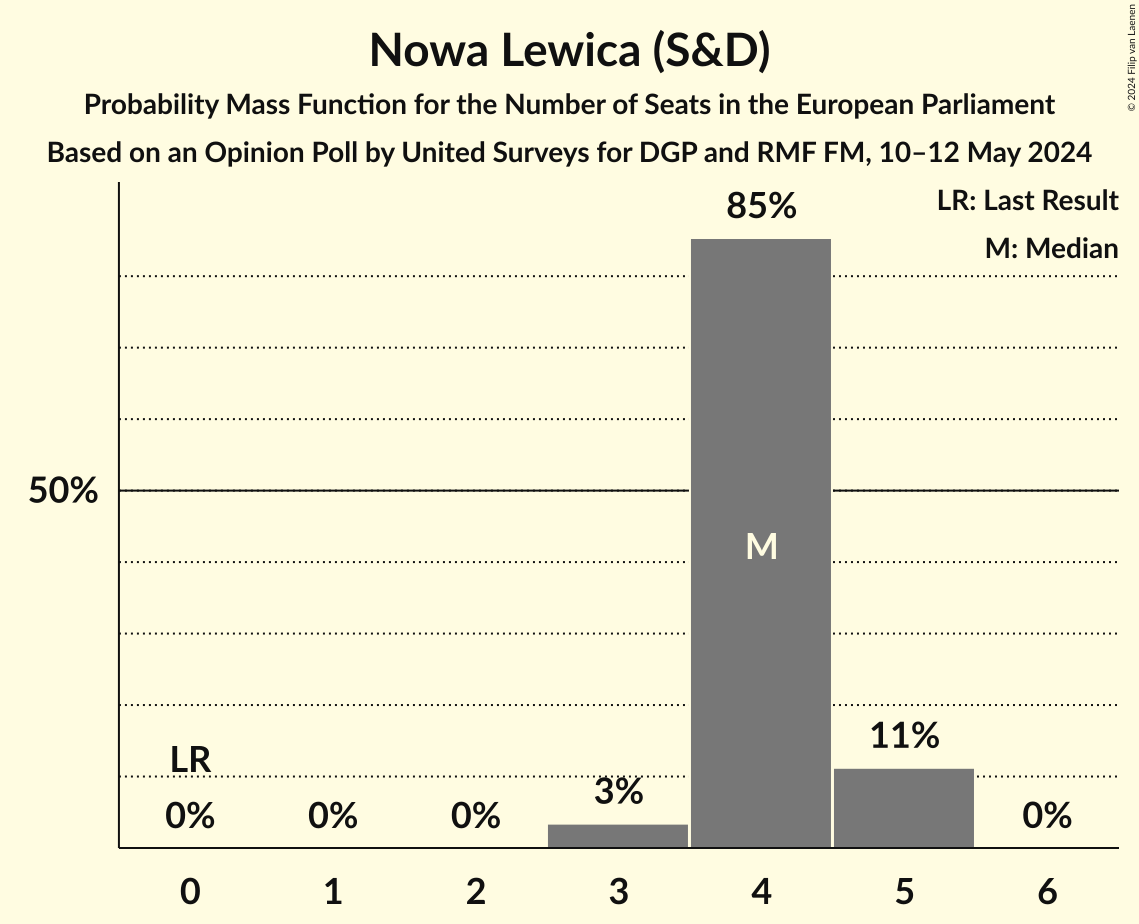 Nowa Lewica (S&D)
Probability Mass Function for the Number of Seats in the European Parliament
Based on an Opinion Poll by United Surveys for DGP and RMF FM, 10–12 May 2024
© 2024 Filip van Laenen
LR: Last Result
M: Median
85%
50%
M
11%
LR
3%
0%
0%
0%
0%
0
1
2
3
4
5
6